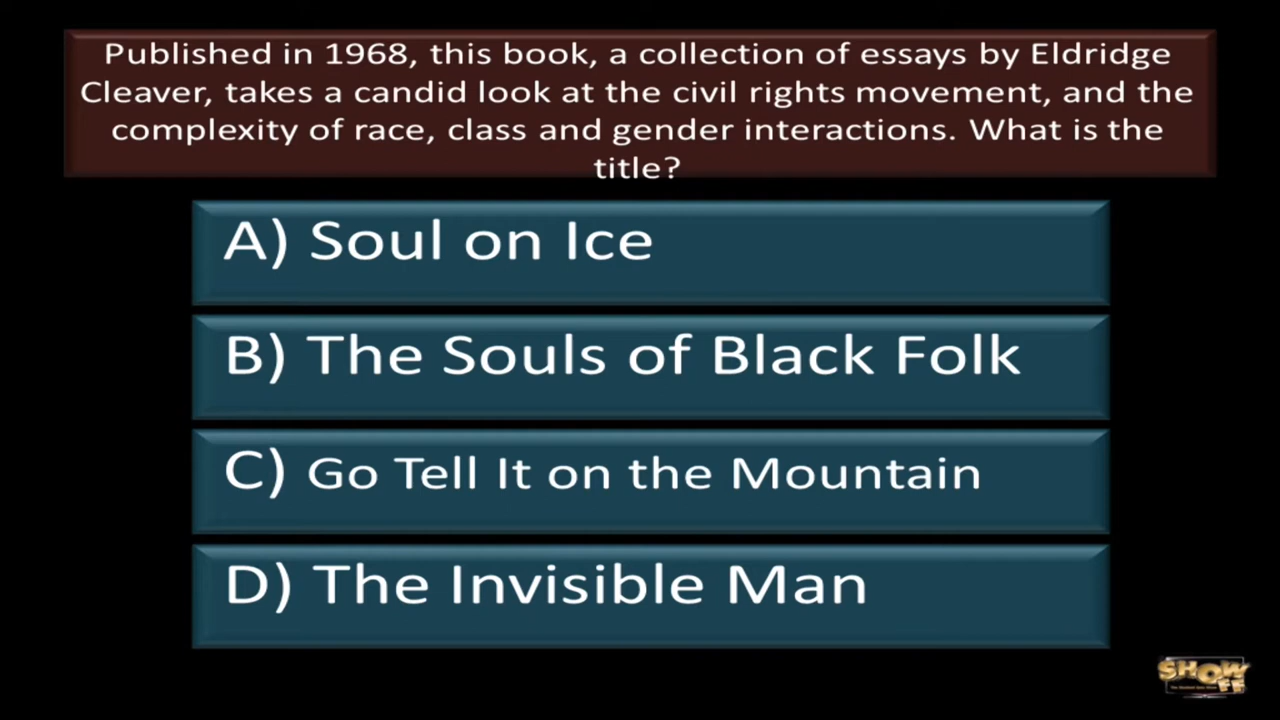 Published in 1968, this book, a collection of essays by Eldridge
Cleaver, takes a candid look at the civil rights movement, and the
complexity of race, class and gender interactions. What is the
title?
A) Soul on Ice
B) The Souls of Black Folk
C) Go Tell It on the Mountain
D) The Invisible Man
SHOW
FF